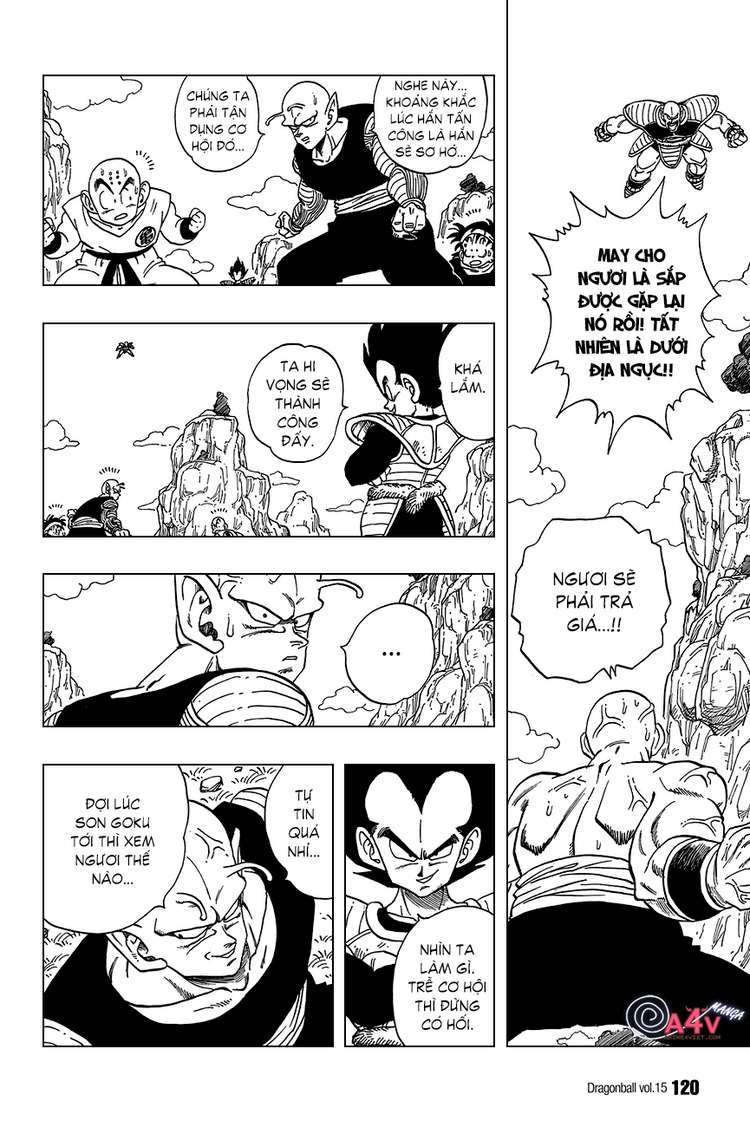 MAY CHO
NGƯƠI LÀ SẮP
ĐƯỢC GẶP LẠI
NÓ RỒI! TẤT
NHIÊN LÀ DƯỚI
ĐỊA NGỤC!!
NGƯƠI SẼ
PHẢI TRẢ
GIÁ...!!
NGHE NÀY...
KHOẢNG KHẮC
LÚC HẮN TẤN
CÔNG LÀ HẮN
SẼ SƠ HỞ...
CHÚNG TA
PHẢI TẬN
DỤNG CƠ
HỘI ĐÓ...
KHÁ
LẮM.
TA HI
VỌNG SẼ
THÀNH
CÔNG
ĐẤY.
...
NHÌN TA
LÀM GÌ.
TRỄ CƠ HỘI
THÌ ĐỪNG
CÓ HỐI.
TỰ
TIN
QUÁ
NHỈ...
ĐỢI LÚC
SON GOKU
TỚI THÌ XEM
NGƯƠI THẾ
NÀO...
A4V MANGA
Dragonball vol.15 120